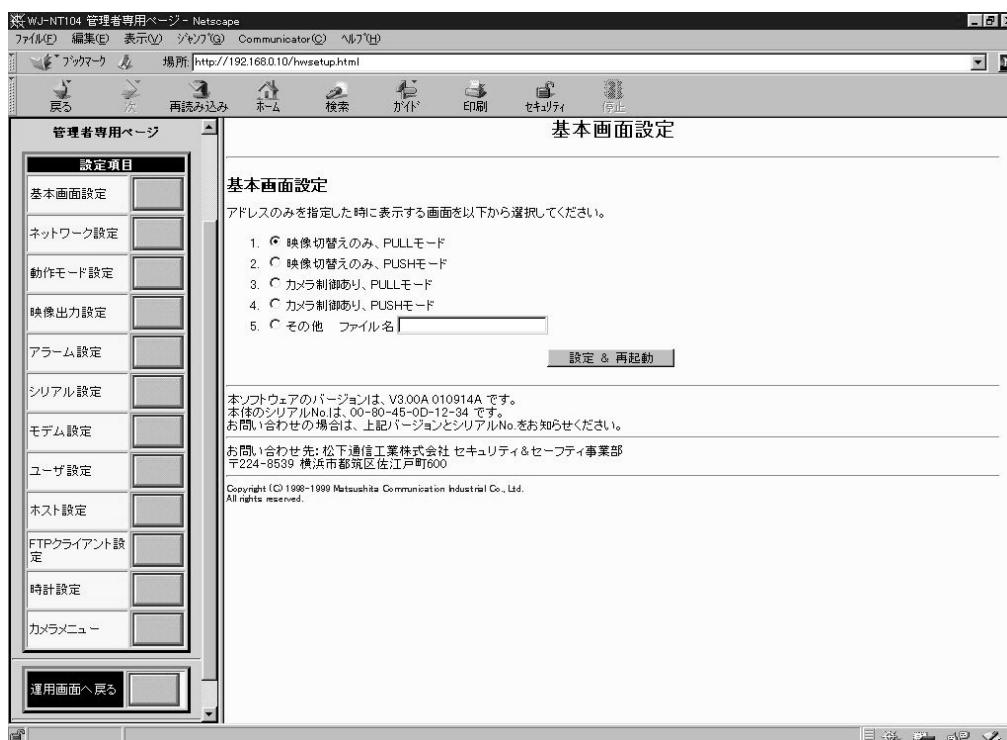 WJ-NT104 管理者専用ページ - Netscape
ファイル(F) 編集(E) 表示(V) ジャンプ(G) Communicator(C) ヘルプ(H)
ブックマーク 場所: http://192.168.0.10/hwsetup.html
戻る 次 再読み込み ホーム 検索 ガイド 印刷 セキュリティ 停止
管理者専用ページ
設定項目
基本画面設定
ネットワーク設定
動作モード設定
映像出力設定
アラーム設定
シリアル設定
モデム設定
ユーザ設定
ホスト設定
FTPクライアント設
定
時計設定
カメラメニュー
運用画面へ戻る
基本画面設定
基本画面設定
アドレスのみを指定した時に表示する画面を以下から選択してください。
1. 映像切替えのみ、PULLモード
2. 映像切替えのみ、PUSHモード
3. カメラ制御あり、PULLモード
4. カメラ制御あり、PUSHモード
5. その他 ファイル名
設定 & 再起動
本ソフトウェアのバージョンは、V3.00A 010914A です。
本体のシリアルNo.は、00-80-45-0D-12-34 です。
お問い合わせの場合は、上記バージョンとシリアルNo.をお知らせください。
お問い合わせ先: 松下通信工業株式会社 セキュリティ&セーフティ事業部
〒224-8539 横浜市都筑区佐江戸町600
Copyright (C) 1998-1999 Matsushita Communication Industrial Co., Ltd.
All rights reserved.